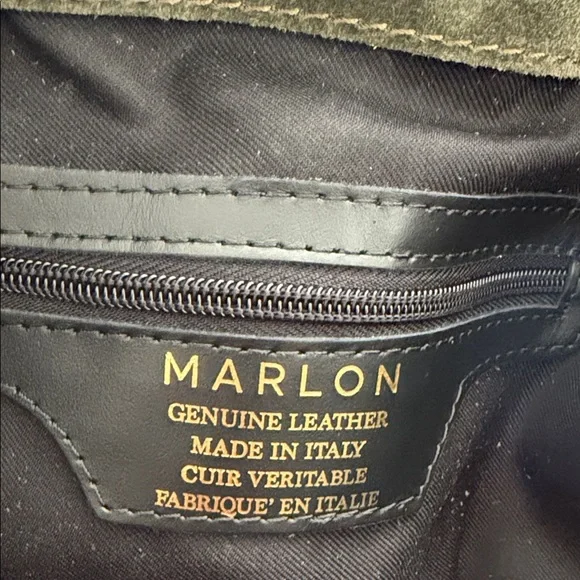 MARLON
GENUINE LEATHER
MADE IN ITALY
CUIR VERITABLE
FABRIQUE' EN ITALIE